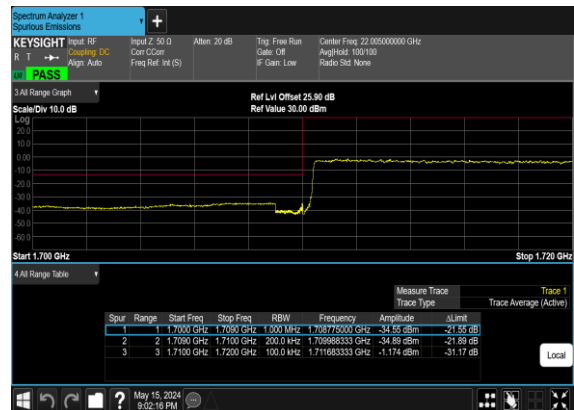 Spectrum Analyzer 1
Spurious Emissions
KEYSIGHT Input: RF Input Z: 50 Ω Atten: 20 dB Trig: Free Run Center Freq: 22.005000000 GHz
R T Coupling: DC Corr CCorr Gate: Off Avg|Hold: 100/100
Align: Auto Freq Ref: Int (S) IF Gain: Low Radio Std: None
LW PASS
3 All Range Graph
Ref Lvl Offset 25.90 dB
Scale/Div 10.0 dB Ref Value 30.00 dBm
Log
20.0
10.0
0.00
-10.0
-20.0
-30.0
-40.0
-50.0
-60.0
Start 1.700 GHz Stop 1.720 GHz
4 All Range Table
Measure Trace Trace 1
Trace Type Trace Average (Active)
Spur Range Start Freq Stop Freq RBW Frequency Amplitude ΔLimit
1 1 1.7000 GHz 1.7090 GHz 1.000 MHz 1.708775000 GHz -34.55 dBm -21.55 dB
2 2 1.7090 GHz 1.7100 GHz 200.0 kHz 1.709988333 GHz -34.89 dBm -21.89 dB
3 3 1.7100 GHz 1.7200 GHz 100.0 kHz 1.711683333 GHz -1.174 dBm -31.17 dB
Local
May 15, 2024
9:02:16 PM